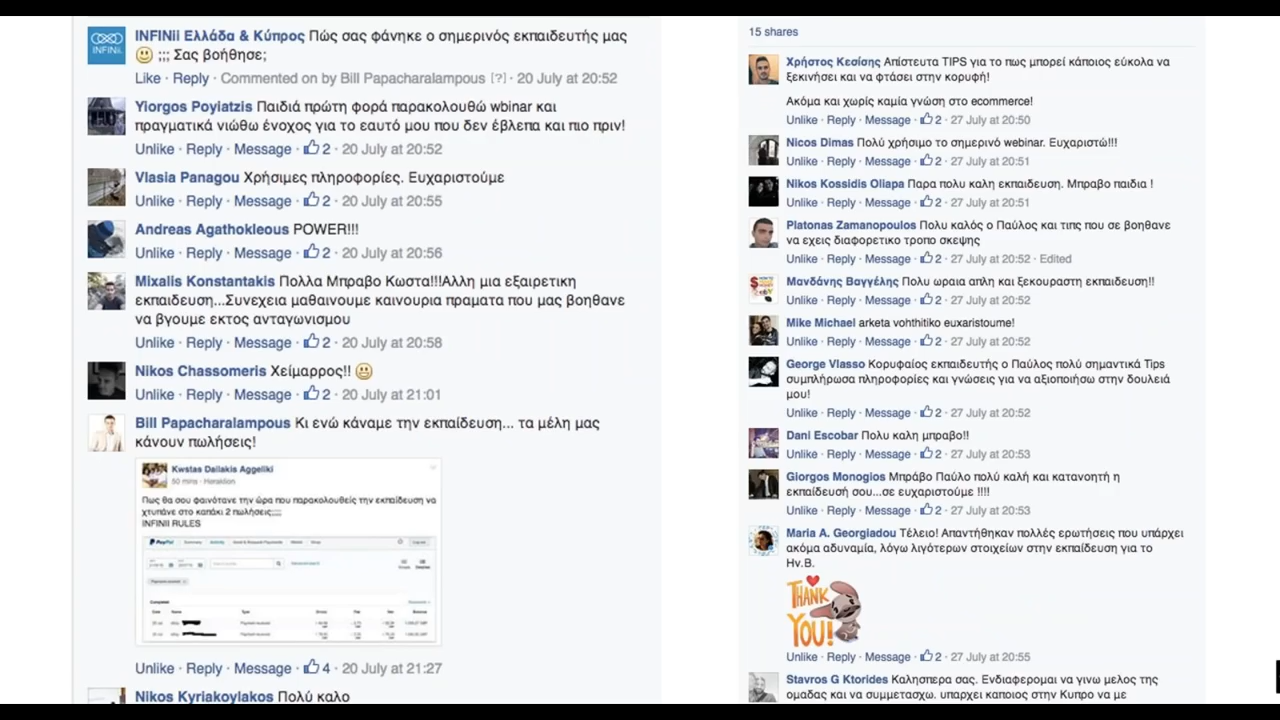 INFINii Ελλάδα & Κύπρος Πώς σας φάνηκε ο σημερινός εκπαιδευτής μας
;;; Σας βοήθησε;
Like · Reply · Commented on by Bill Papacharalampous [?] · 20 July at 20:52
Yiorgos Poyiatzis Παιδιά πρώτη φορά παρακολουθώ wbinar και
πραγματικά νιώθω ένοχος για το εαυτό μου που δεν έβλεπα και πιο πριν!
Unlike · Reply · Message · 2 · 20 July at 20:52
Vlasia Panagou Χρήσιμες πληροφορίες. Ευχαριστούμε
Unlike · Reply · Message · 2 · 20 July at 20:55
Andreas Agathokleous POWER!!!
Unlike · Reply · Message · 2 · 20 July at 20:56
Mixalis Konstantakis Πολλα Μπραβο Κωστα!!!Αλλη μια εξαιρετικη
εκπαιδευση...Συνεχεια μαθαινουμε καινουρια πραματα που μας βοηθανε
να βγουμε εκτος ανταγωνισμου
Unlike · Reply · Message · 2 · 20 July at 20:58
Nikos Chassomeris Χείμαρρος!!
Unlike · Reply · Message · 2 · 20 July at 21:01
Bill Papacharalampous Κι ενώ κάναμε την εκπαίδευση... τα μέλη μας
κάνουν πωλήσεις!
Kwstas Dailakis Aggeliki
50 mins · Heraklion
Πως θα σου φαινότανε την ώρα που παρακολουθείς την εκπαίδευση να
χτυπάνε στο καπάκι 2 πωλήσεις;;;;
INFINII RULES
PayPal Summary Activity
Unlike · Reply · Message · 4 · 20 July at 21:27
Nikos Kyriakoylakos Πολύ καλο
15 shares
Χρήστος Κεσίσης Απίστευτα TIPS για το πως μπορεί κάποιος εύκολα να
ξεκινήσει και να φτάσει στην κορυφή!
Ακόμα και χωρίς καμία γνώση στο ecommerce!
Unlike · Reply · Message · 2 · 27 July at 20:50
Nicos Dimas Πολύ χρήσιμο το σημερινό webinar. Ευχαριστώ!!!
Unlike · Reply · Message · 2 · 27 July at 20:51
Nikos Kossidis Oliapa Παρα πολυ καλη εκπαιδευση. Μπραβο παιδια !
Unlike · Reply · Message · 2 · 27 July at 20:51
Platonas Zamanopoulos Πολυ καλός ο Παύλος και τιπς που σε βοηθανε
να εχεις διαφορετικο τροπο σκεψης
Unlike · Reply · Message · 2 · 27 July at 20:52 · Edited
Μανδάνης Βαγγέλης Πολυ ωραια απλη και ξεκουραστη εκπαιδευση!!
Unlike · Reply · Message · 2 · 27 July at 20:52
Mike Michael arketa vohthitiko euxaristoume!
Unlike · Reply · Message · 2 · 27 July at 20:52
George Vlasso Κορυφαίος εκπαιδευτής ο Παύλος πολύ σημαντικά Tips
συμπλήρωσα πληροφορίες και γνώσεις για να αξιοποιήσω στην δουλειά
μου!
Unlike · Reply · Message · 2 · 27 July at 20:52
Dani Escobar Πολυ καλη μπραβο!!
Unlike · Reply · Message · 2 · 27 July at 20:53
Giorgos Monogios Μπράβο Παύλο πολύ καλή και κατανοητή η
εκπαίδευσή σου...σε ευχαριστούμε !!!!
Unlike · Reply · Message · 2 · 27 July at 20:53
Maria A. Georgiadou Τέλειο! Απαντήθηκαν πολλές ερωτήσεις που υπάρχει
ακόμα αδυναμία, λόγω λιγότερων στοιχείων στην εκπαίδευση για το
Ην.Β.
THANK
YOU!
Unlike · Reply · Message · 2 · 27 July at 20:55
Stavros G Ktorides Καλησπερα σας. Ενδιαφερομαι να γινω μελος της
ομαδας και να συμμετασχω. υπαρχει καποιος στην Κυπρο να με